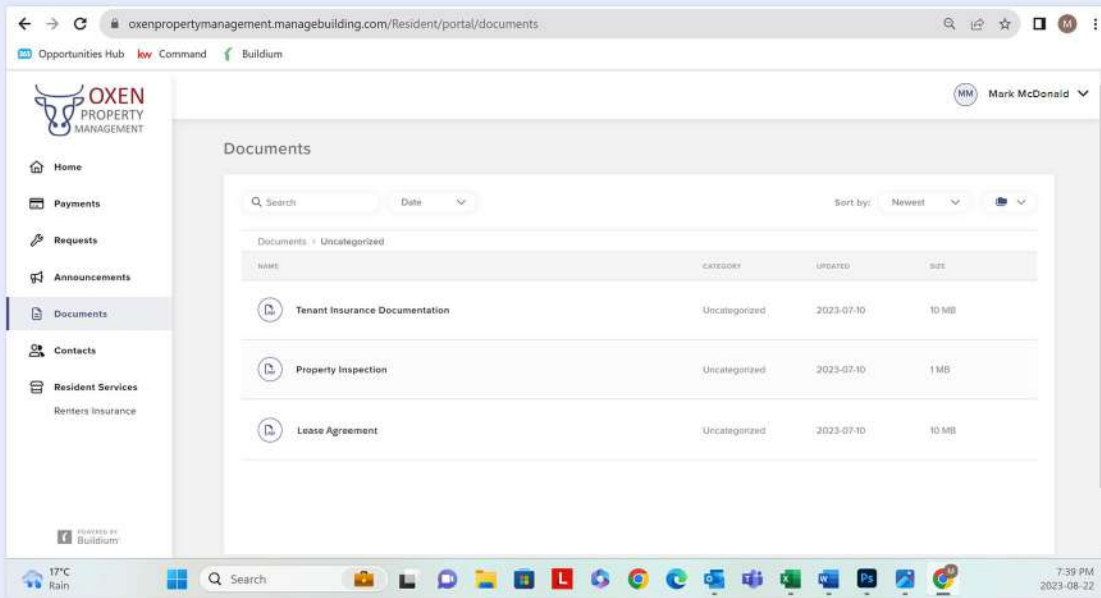 oxenpropertymanagement.managebuilding.com/Resident/portal/documents
M
Opportunities Hub kw Command Buildium
OXEN
PROPERTY
MANAGEMENT
MM Mark McDonald
Home
Payments
Requests
Announcements
Documents
Contacts
Resident Services
Renters Insurance
POWERED BY
Buildium
Documents
Search Date Sort by: Newest
Documents › Uncategorized
NAME CATEGORY UPDATED SIZE
Tenant Insurance Documentation Uncategorized 2023-07-10 10 MB
Property Inspection Uncategorized 2023-07-10 1 MB
Lease Agreement Uncategorized 2023-07-10 10 MB
17°C
Rain
Search
L
Ps
M
7:39 PM
2023-08-22